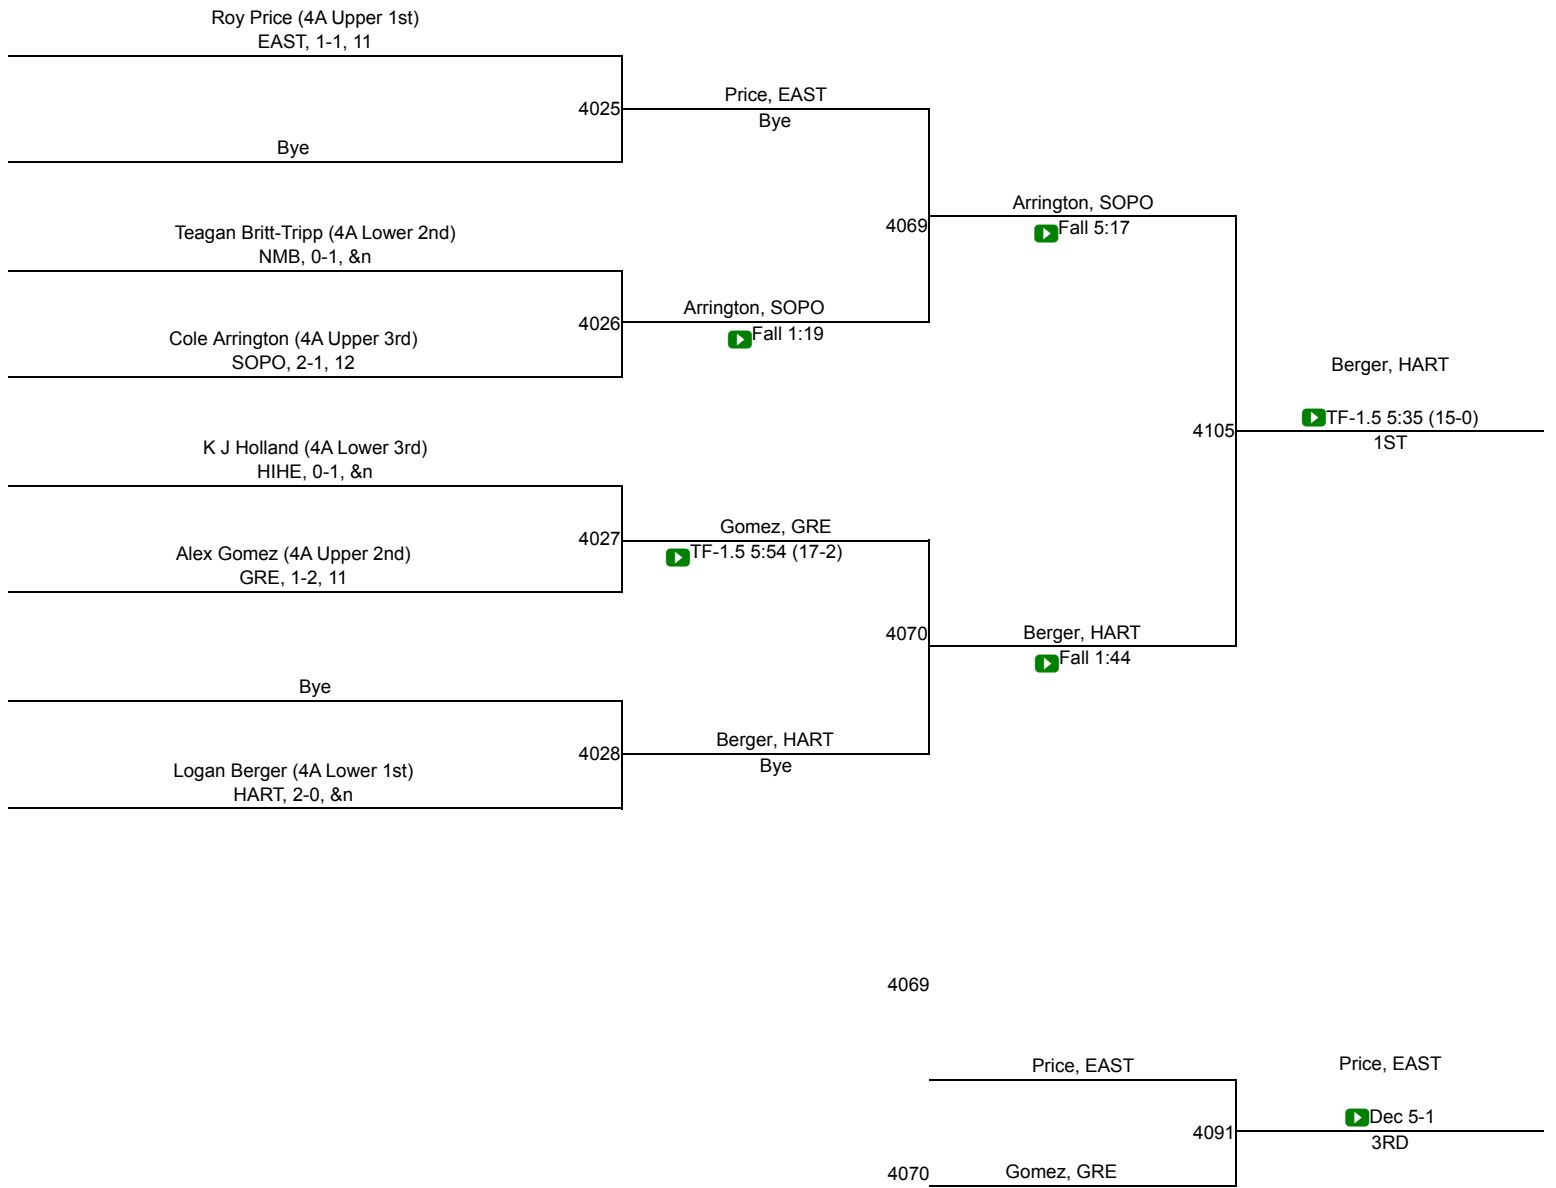 Roy Price (4A Upper 1st)
EAST, 1-1, 11
4025
Price, EAST
Bye
Bye
4069
Arrington, SOPO
Fall 5:17
Teagan Britt-Tripp (4A Lower 2nd)
NMB, 0-1, &n
4026
Arrington, SOPO
Fall 1:19
Cole Arrington (4A Upper 3rd)
SOPO, 2-1, 12
Berger, HART
4105
TF-1.5 5:35 (15-0)
1ST
K J Holland (4A Lower 3rd)
HIHE, 0-1, &n
4027
Gomez, GRE
TF-1.5 5:54 (17-2)
Alex Gomez (4A Upper 2nd)
GRE, 1-2, 11
4070
Berger, HART
Fall 1:44
Bye
4028
Berger, HART
Bye
Logan Berger (4A Lower 1st)
HART, 2-0, &n
4069
Price, EAST
Price, EAST
4091
Dec 5-1
3RD
4070
Gomez, GRE